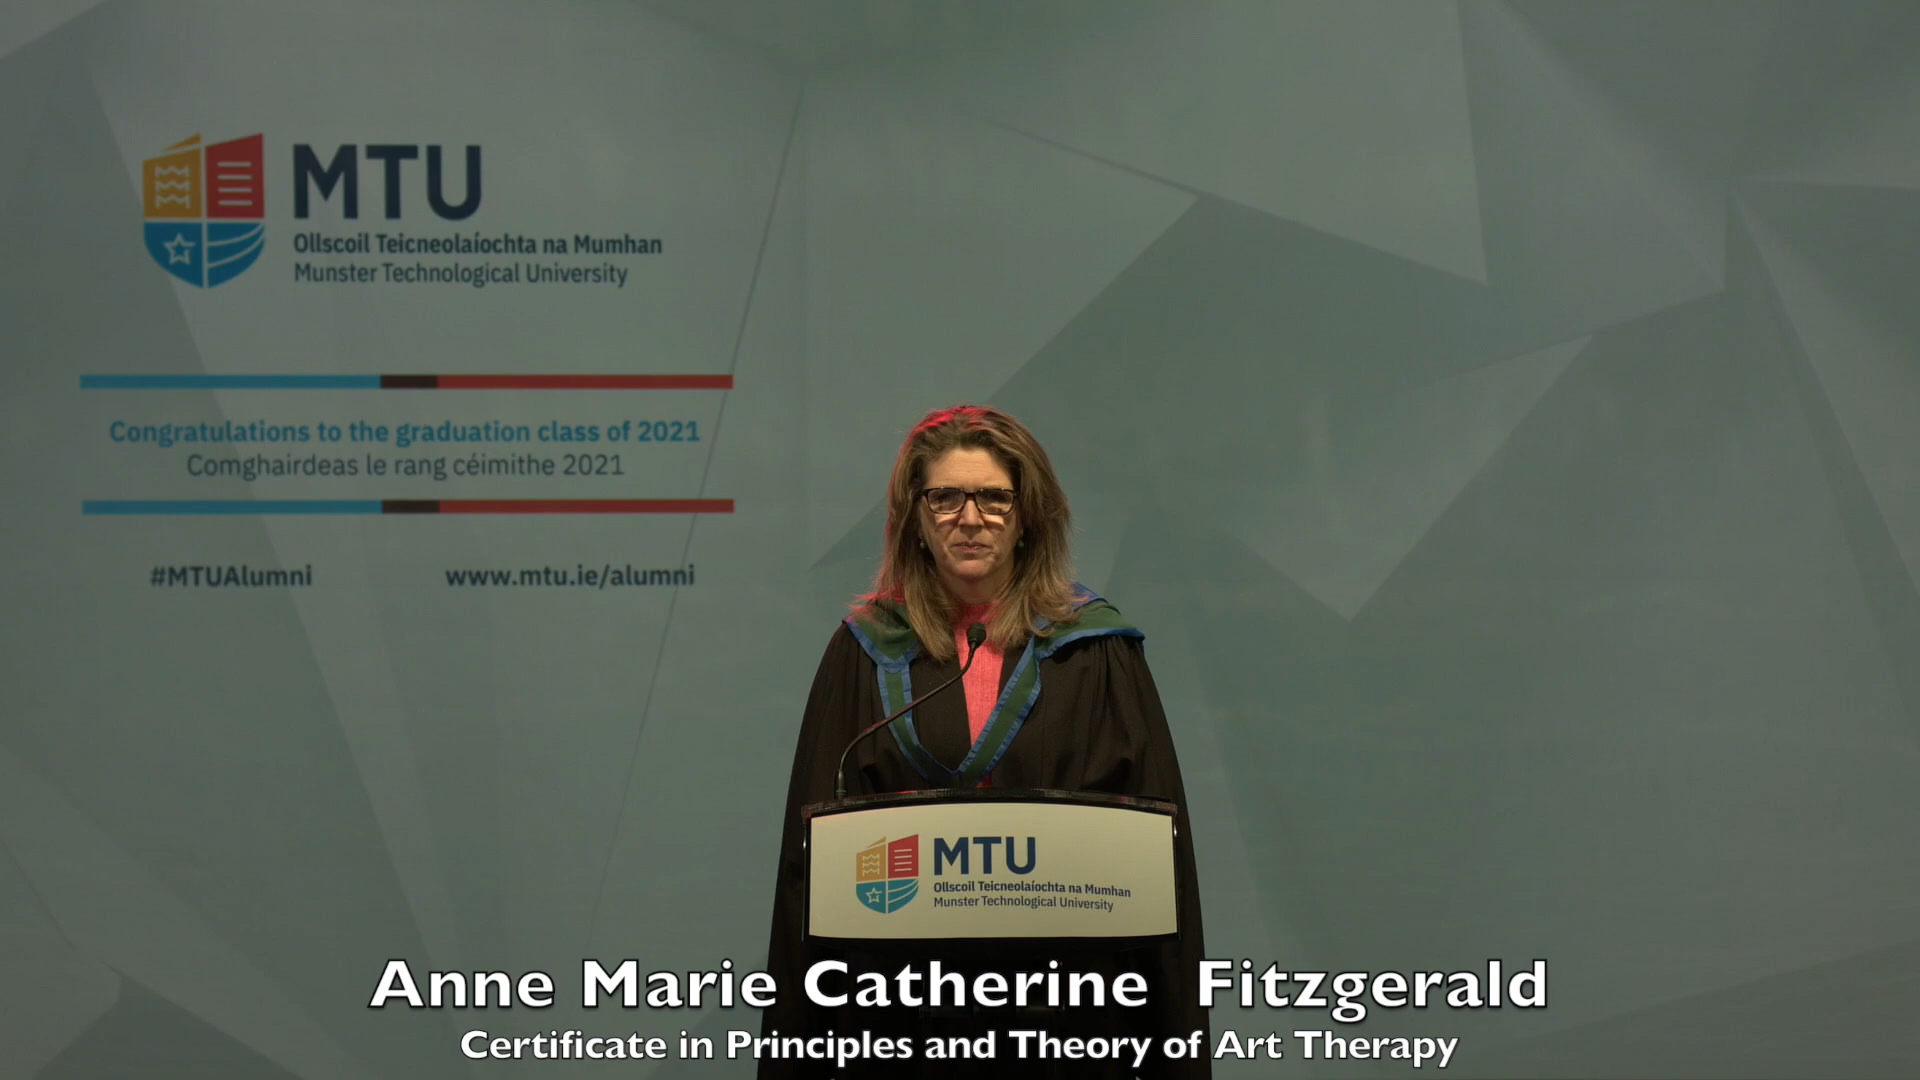 MTU
Ollscoil Teicneolaíochta na Mumhan
Munster Technological University
Congratulations to the graduation class of 2021
Comghairdeas le rang céimithe 2021
#MTUAlumni
www.mtu.ie/alumni
MTU
Ollscoil Teicneolaíochta na Mumhan
Munster Technological University
Anne Marie Catherine Fitzgerald
Certificate in Principles and Theory of Art Therapy